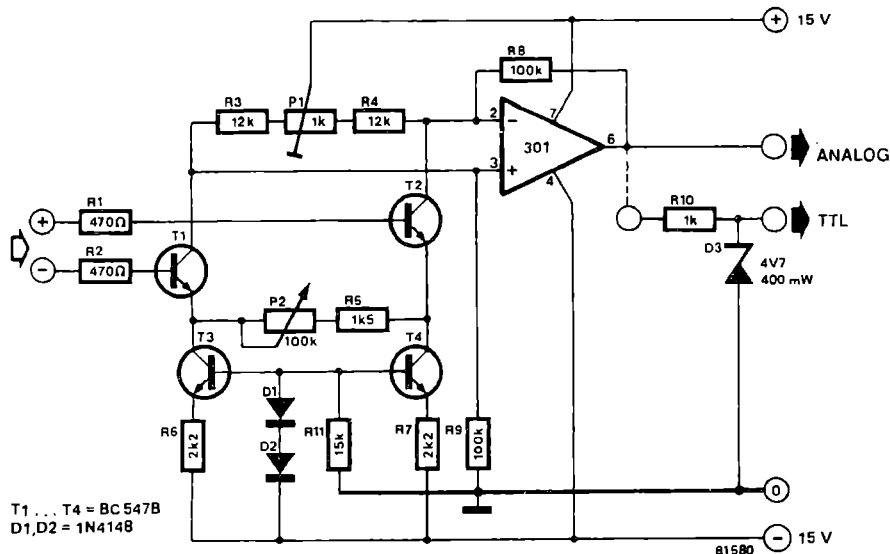 R8
100k
+
15 V
R3
12k
P1
1k
R4
12k
2
−
7
301
6
3
+
4
ANALOG
R1
470Ω
T2
+
R10
1k
TTL
R2
470Ω
T1
−
D3
4V7
400 mW
P2
100k
R5
1k5
T3
T4
D1
D2
R6
2k2
R11
15k
R7
2k2
R9
100k
0
T1 ... T4 = BC547B
D1,D2 = 1N4148
−
15 V
81580